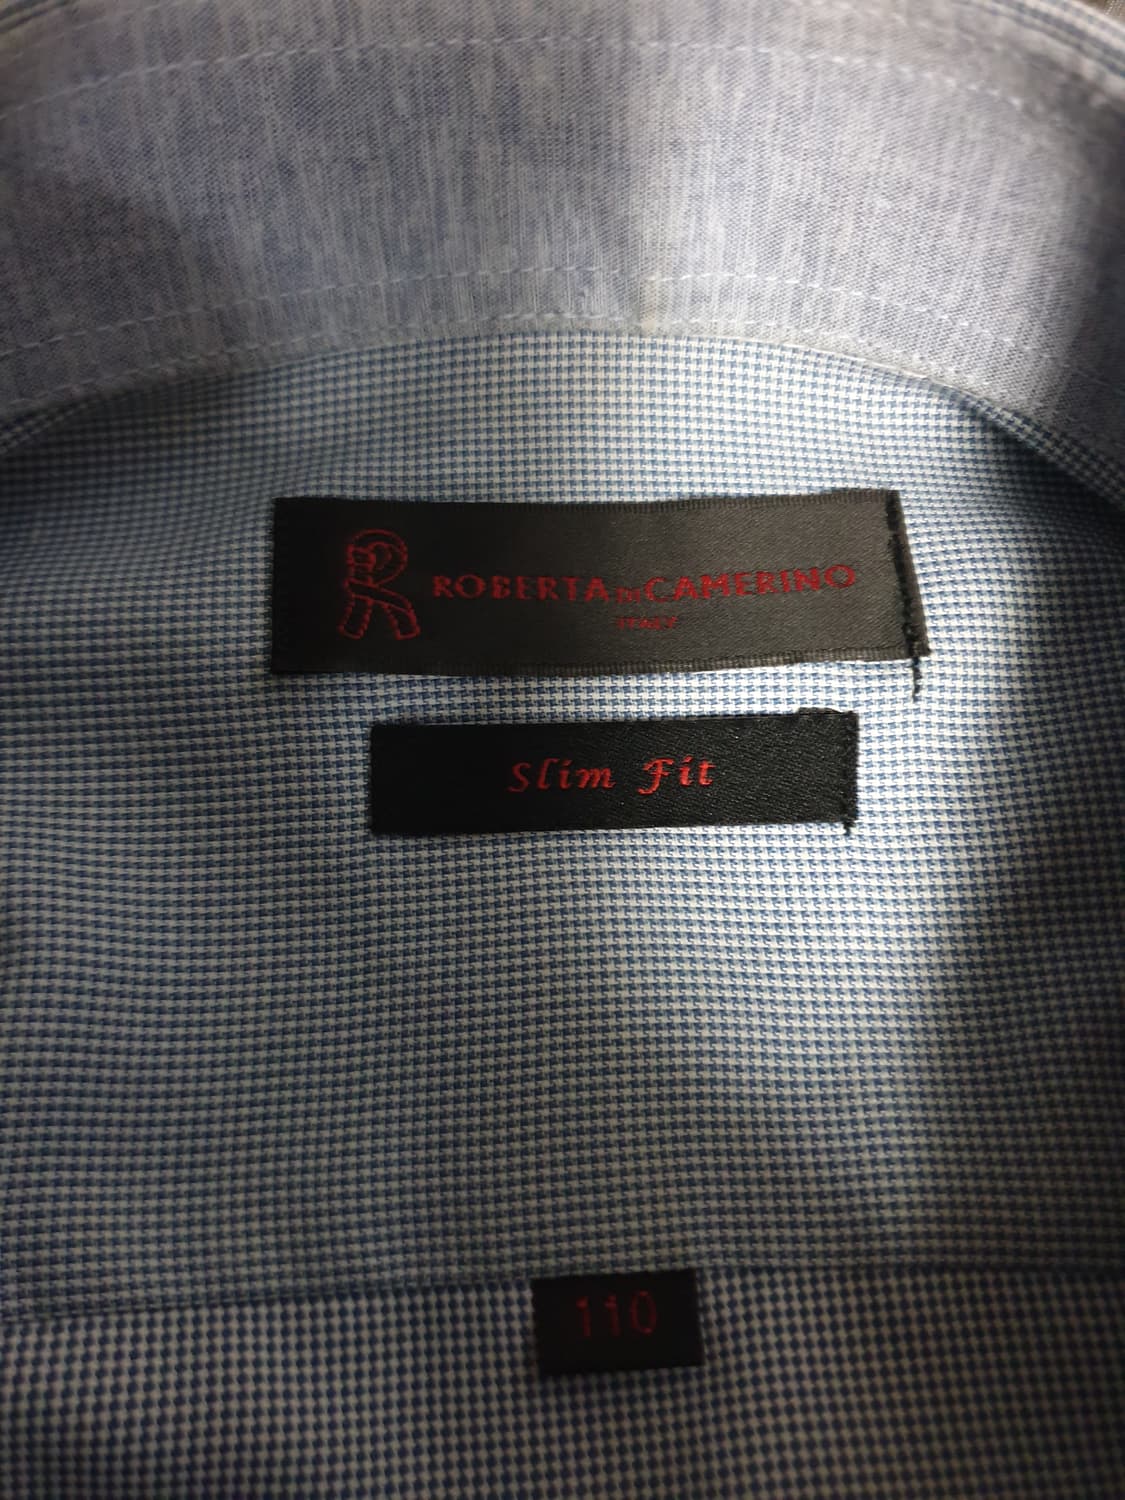 R ROBERTA DI CAMERINO
ITALY
Slim Fit
110